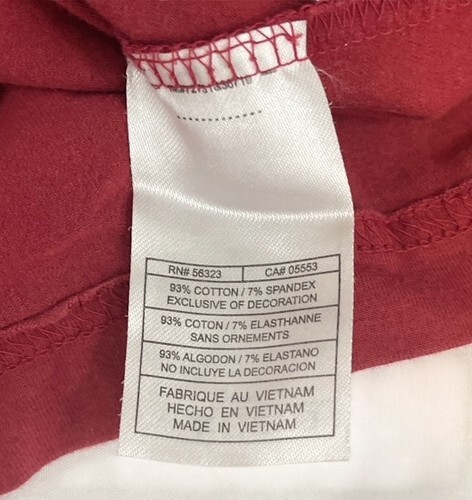 RN# 56323 CA# 05553
93% COTTON / 7% SPANDEX
EXCLUSIVE OF DECORATION
93% COTON / 7% ELASTHANNE
SANS ORNEMENTS
93% ALGODON / 7% ELASTANO
NO INCLUYE LA DECORACION
FABRIQUE AU VIETNAM
HECHO EN VIETNAM
MADE IN VIETNAM